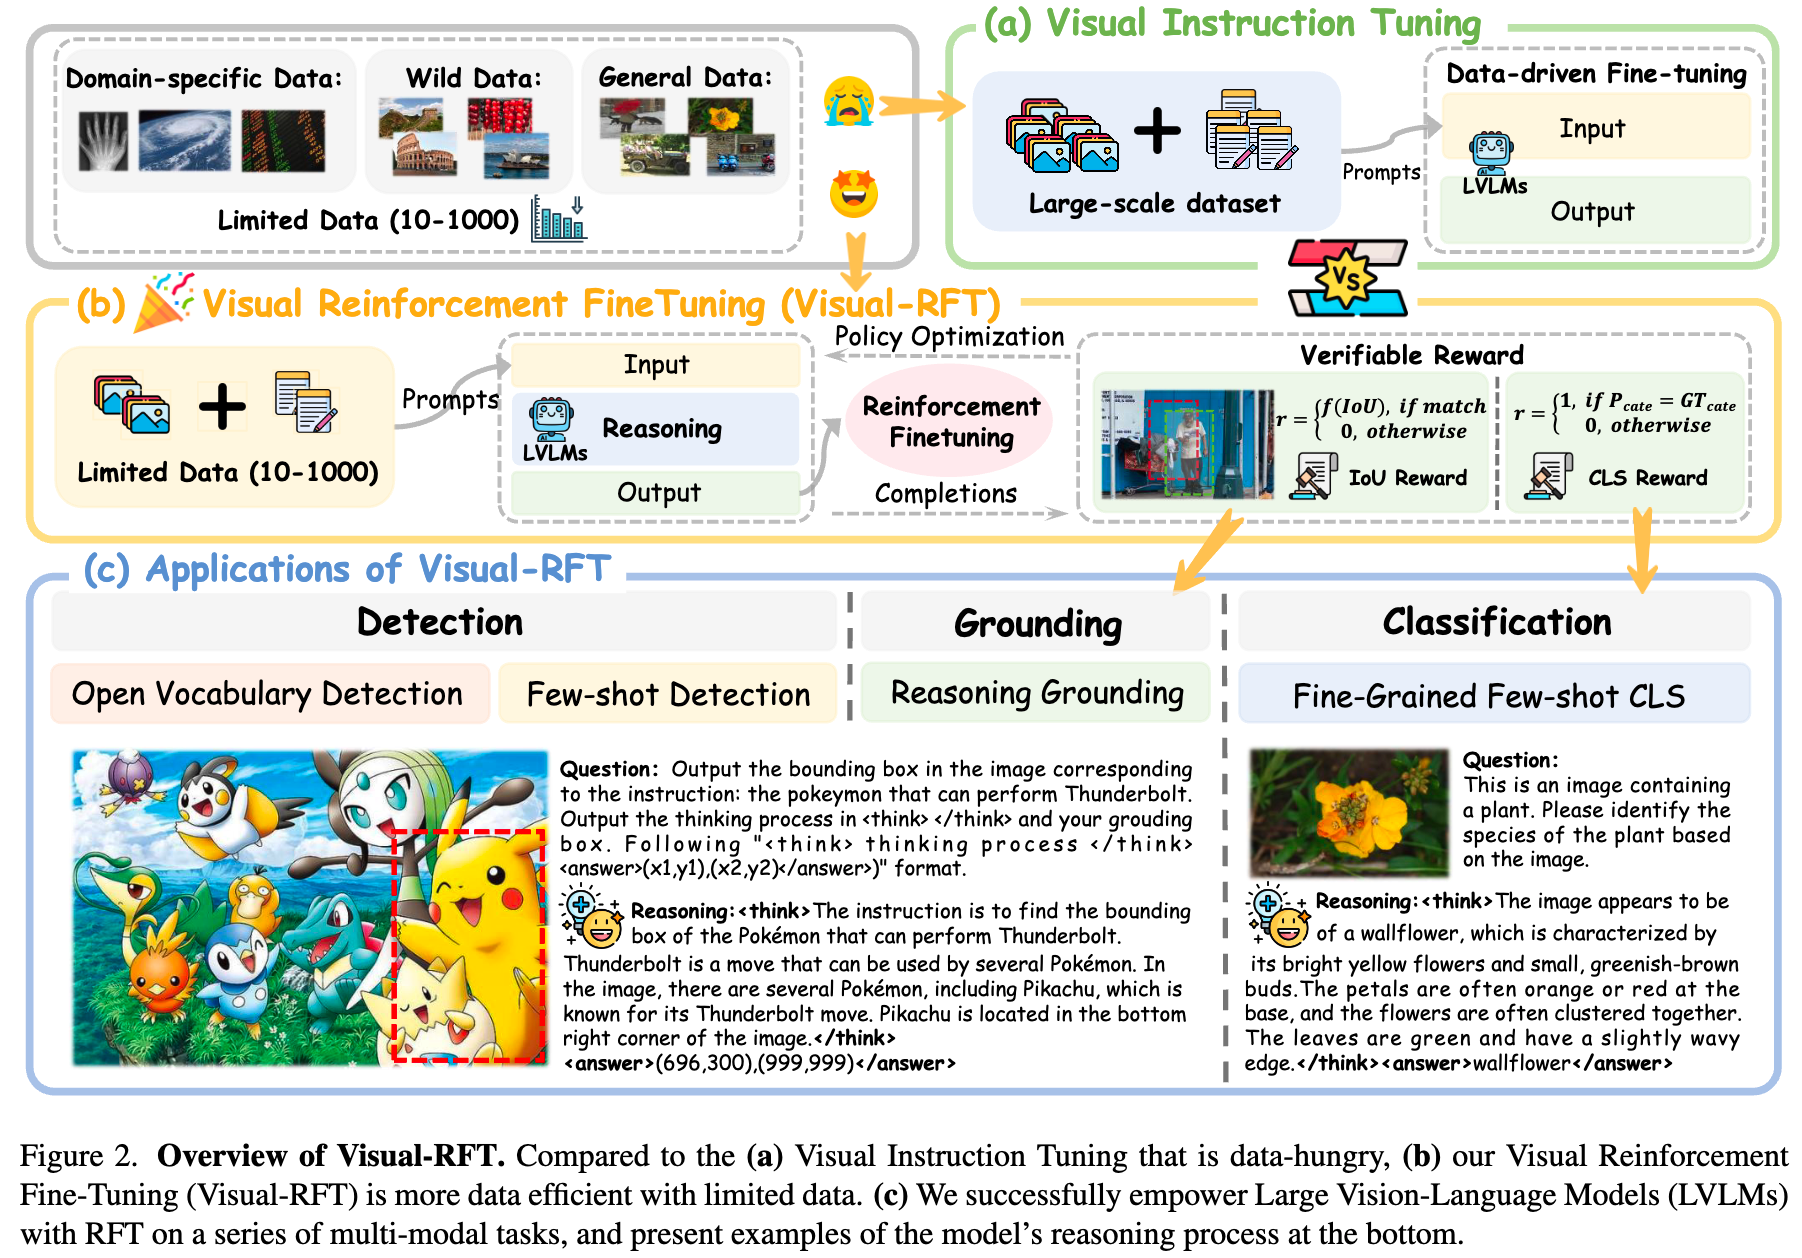 (a) Visual Instruction Tuning
Domain-specific Data:
Wild Data:
General Data:
Limited Data (10-1000)
Large-scale dataset
Prompts
Data-driven Fine-tuning
Input
LVLMs
Output
VS
(b) Visual Reinforcement FineTuning (Visual-RFT)
Limited Data (10-1000)
Prompts
Input
Reasoning
LVLMs
Output
Policy Optimization
Reinforcement
Finetuning
Completions
Verifiable Reward
r = { f(IoU), if match
0, otherwise
IoU Reward
r = { 1, if P_cate = GT_cate
0, otherwise
CLS Reward
(c) Applications of Visual-RFT
Detection
Grounding
Classification
Open Vocabulary Detection
Few-shot Detection
Reasoning Grounding
Fine-Grained Few-shot CLS
Question: Output the bounding box in the image corresponding
to the instruction: the pokeymon that can perform Thunderbolt.
Output the thinking process in <think> </think> and your grouding
box. Following "<think> thinking process </think>
<answer>(x1,y1),(x2,y2)</answer>)" format.
Reasoning:<think>The instruction is to find the bounding
box of the Pokémon that can perform Thunderbolt.
Thunderbolt is a move that can be used by several Pokémon. In
the image, there are several Pokémon, including Pikachu, which is
known for its Thunderbolt move. Pikachu is located in the bottom
right corner of the image.</think>
<answer>(696,300),(999,999)</answer>
Question:
This is an image containing
a plant. Please identify the
species of the plant based
on the image.
Reasoning:<think>The image appears to be
of a wallflower, which is characterized by
its bright yellow flowers and small, greenish-brown
buds.The petals are often orange or red at the
base, and the flowers are often clustered together.
The leaves are green and have a slightly wavy
edge.</think><answer>wallflower</answer>
Figure 2. Overview of Visual-RFT. Compared to the (a) Visual Instruction Tuning that is data-hungry, (b) our Visual Reinforcement
Fine-Tuning (Visual-RFT) is more data efficient with limited data. (c) We successfully empower Large Vision-Language Models (LVLMs)
with RFT on a series of multi-modal tasks, and present examples of the model's reasoning process at the bottom.